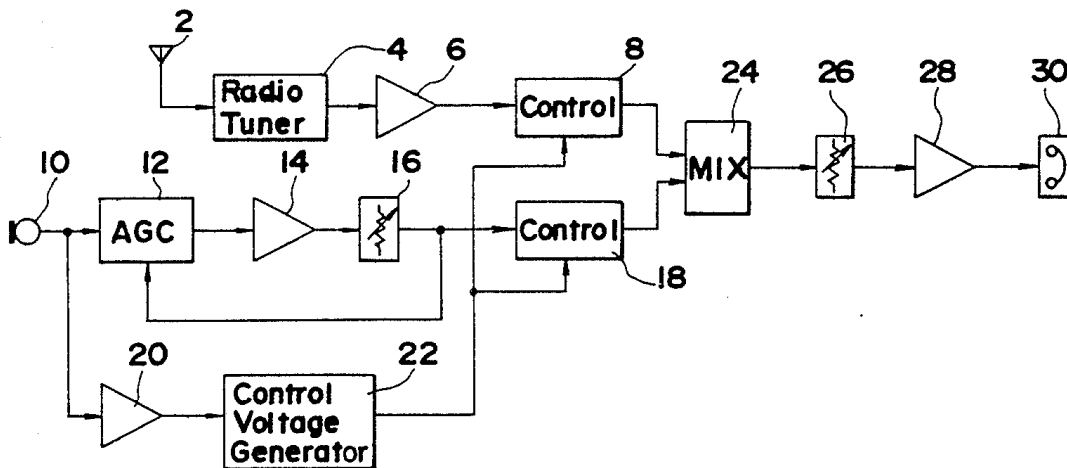 2
4
6
8
24
26
28
30
Radio
Tuner
Control
MIX
10
12
14
16
AGC
Control
18
20
22
Control
Voltage
Generator